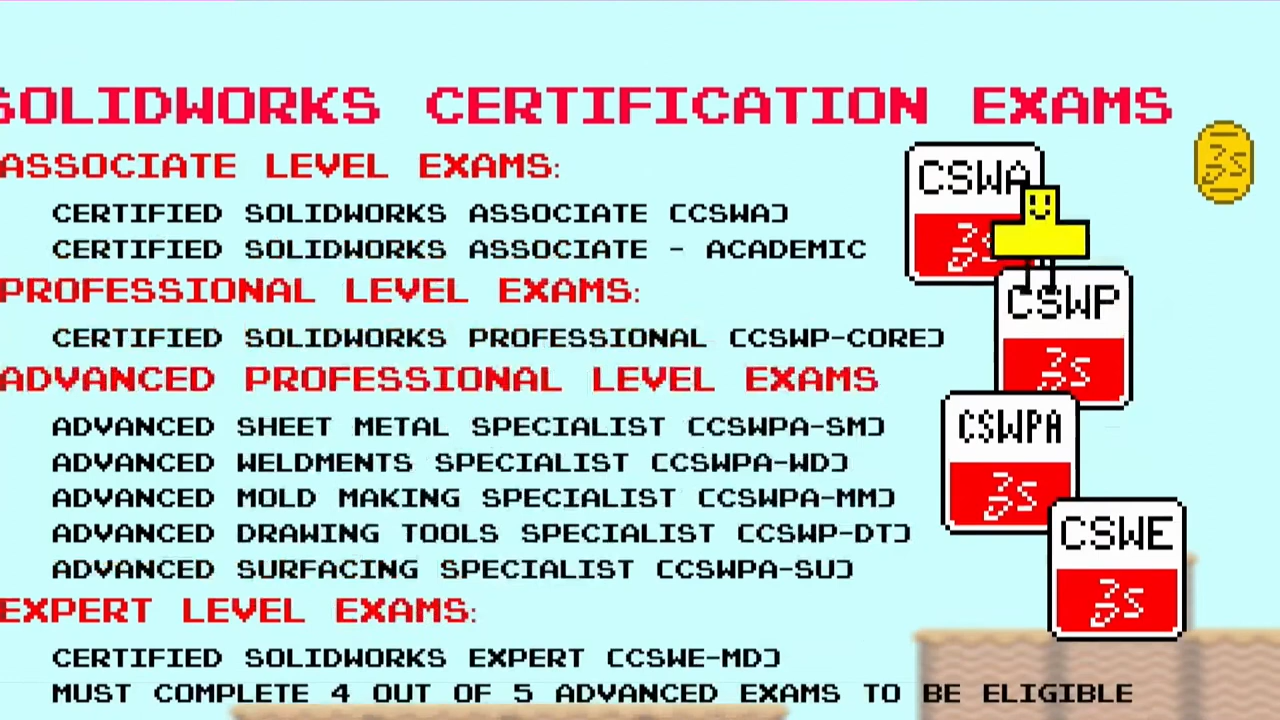 SOLIDWORKS CERTIFICATION EXAMS
ASSOCIATE LEVEL EXAMS:
CERTIFIED SOLIDWORKS ASSOCIATE [CSWA]
CERTIFIED SOLIDWORKS ASSOCIATE - ACADEMIC
PROFESSIONAL LEVEL EXAMS:
CERTIFIED SOLIDWORKS PROFESSIONAL [CSWP-CORE]
ADVANCED PROFESSIONAL LEVEL EXAMS
ADVANCED SHEET METAL SPECIALIST [CSWPA-SM]
ADVANCED WELDMENTS SPECIALIST [CSWPA-WD]
ADVANCED MOLD MAKING SPECIALIST [CSWPA-MM]
ADVANCED DRAWING TOOLS SPECIALIST [CSWP-DT]
ADVANCED SURFACING SPECIALIST [CSWPA-SU]
EXPERT LEVEL EXAMS:
CERTIFIED SOLIDWORKS EXPERT [CSWE-MD]
MUST COMPLETE 4 OUT OF 5 ADVANCED EXAMS TO BE ELIGIBLE
CSWA
CSWP
CSWPA
CSWE